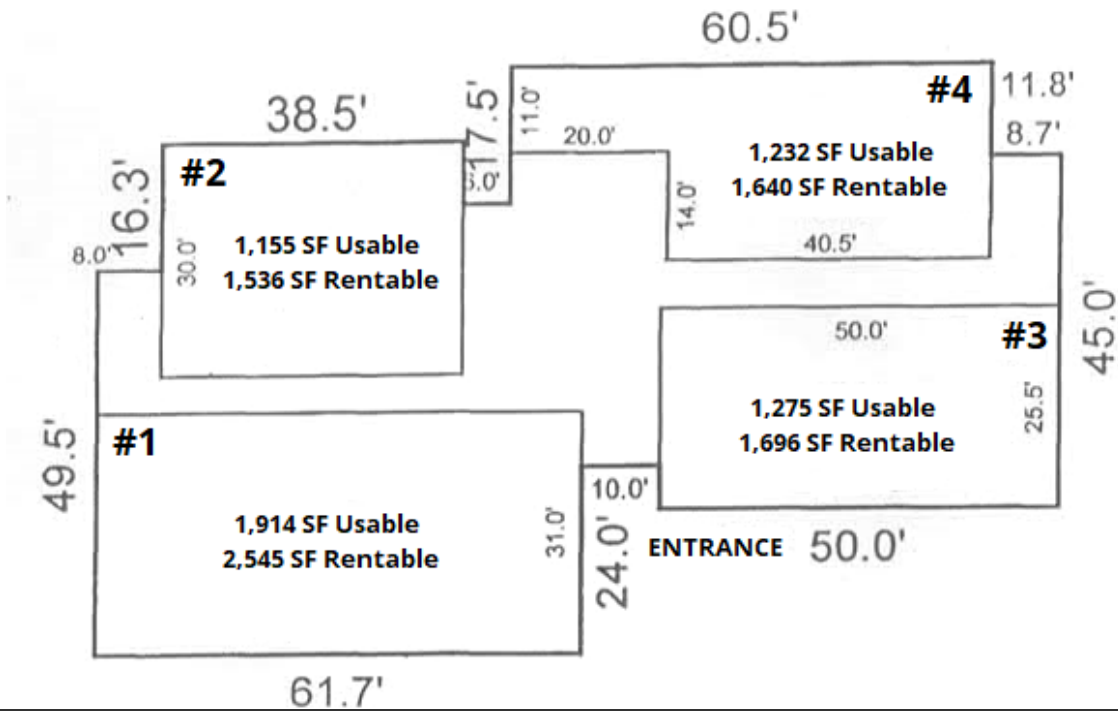 60.5'
#4
11.8'
11.0'
17.5'
38.5'
20.0'
8.7'
1,232 SF Usable
1,640 SF Rentable
#2
6.0'
16.3'
14.0'
40.5'
8.0'
30.0'
1,155 SF Usable
1,536 SF Rentable
50.0'
#3
45.0'
1,275 SF Usable
1,696 SF Rentable
25.5'
#1
49.5'
1,914 SF Usable
2,545 SF Rentable
31.0'
10.0'
24.0'
ENTRANCE
50.0'
61.7'